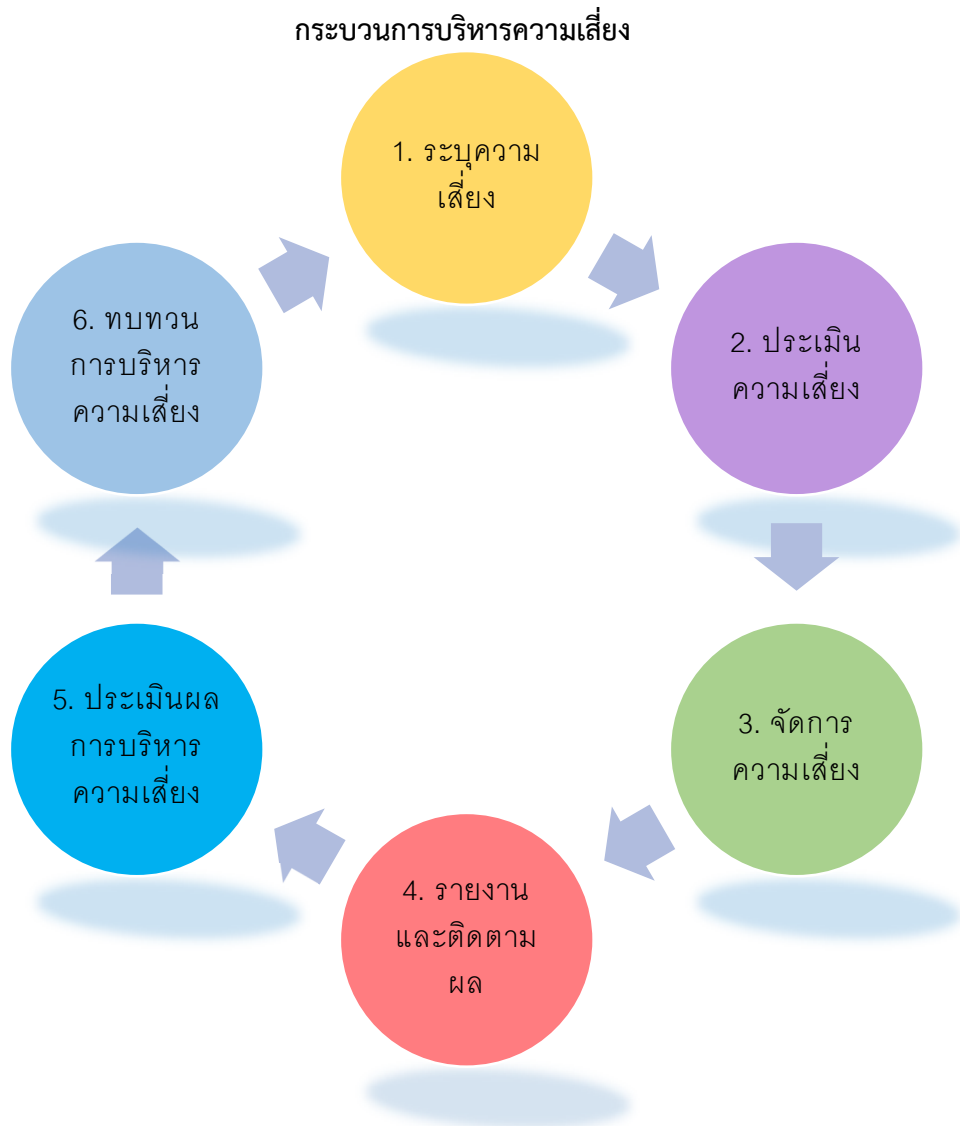 กระบวนการบริหารความเสี่ยง
1. ระบุความ
เสี่ยง
2. ประเมิน
ความเสี่ยง
3. จัดการ
ความเสี่ยง
4. รายงาน
และติดตาม
ผล
5. ประเมินผล
การบริหาร
ความเสี่ยง
6. ทบทวน
การบริหาร
ความเสี่ยง